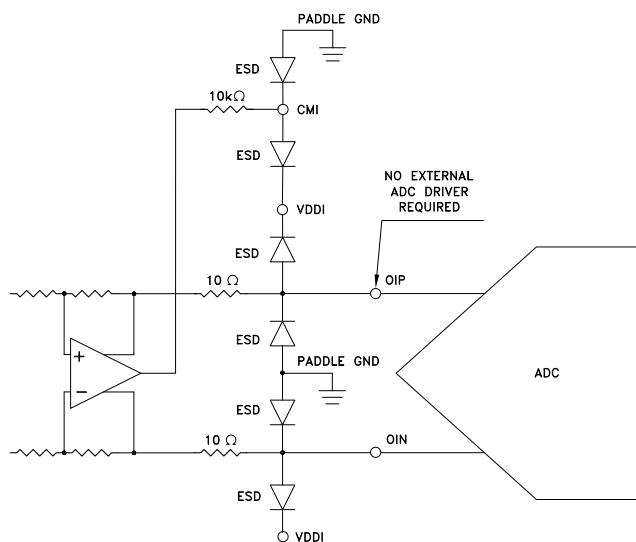 PADDLE GND
ESD
10kΩ
CMI
ESD
NO EXTERNAL
ADC DRIVER
REQUIRED
VDDI
ESD
10 Ω
OIP
ESD
PADDLE GND
+
ADC
−
ESD
10 Ω
OIN
ESD
VDDI